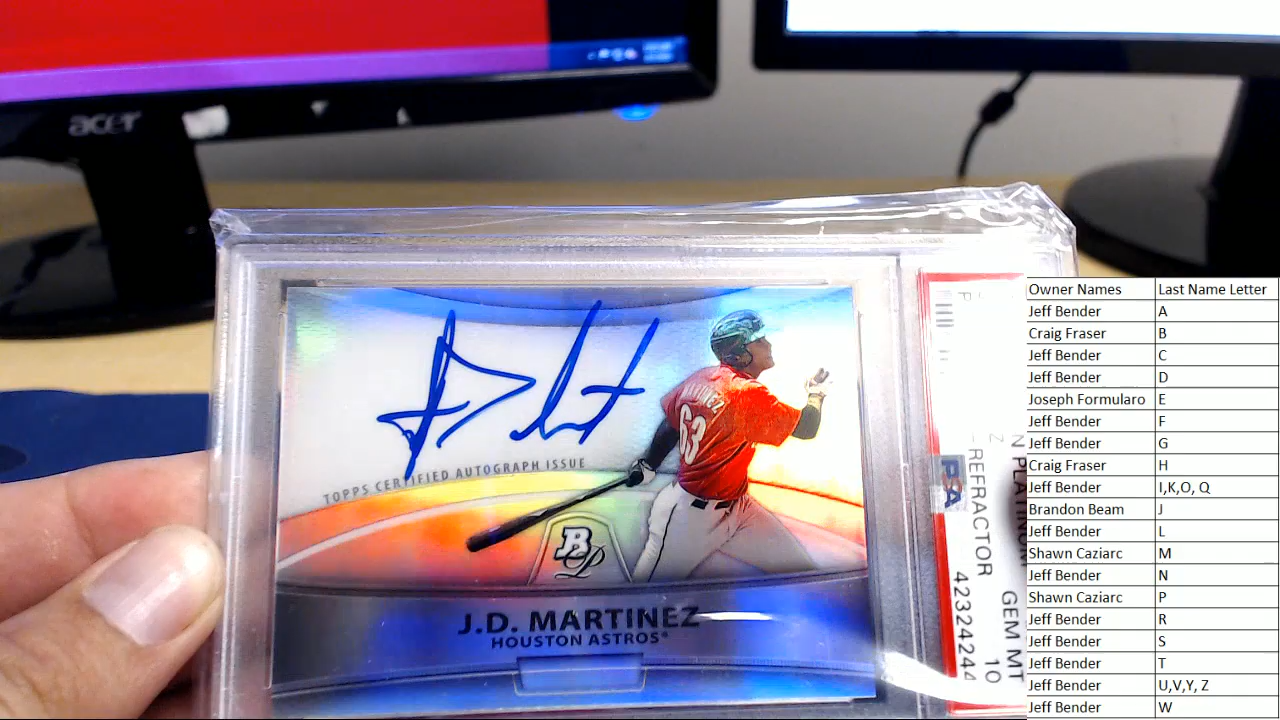 acer
MARTINEZ
63
TOPPS CERTIFIED AUTOGRAPH ISSUE
BP
J.D. MARTINEZ
HOUSTON ASTROS
PSA
N PLATINUM
REFRACTOR
GEM MT
10
42324244
Owner Names Last Name Letter
Jeff Bender A
Craig Fraser B
Jeff Bender C
Jeff Bender D
Joseph Formularo E
Jeff Bender F
Jeff Bender G
Craig Fraser H
Jeff Bender I,K,O, Q
Brandon Beam J
Jeff Bender L
Shawn Caziarc M
Jeff Bender N
Shawn Caziarc P
Jeff Bender R
Jeff Bender S
Jeff Bender T
Jeff Bender U,V,Y, Z
Jeff Bender W